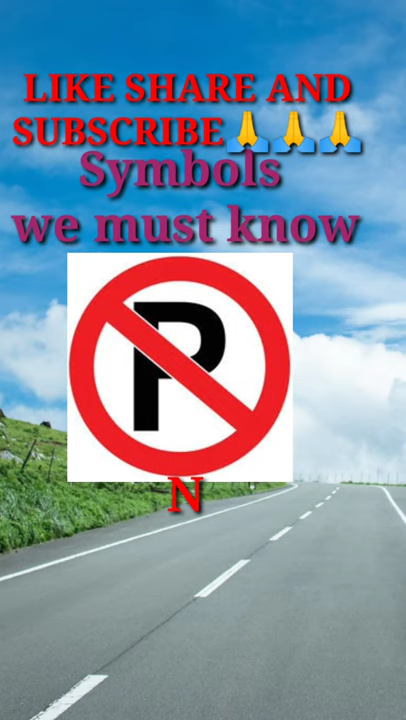 LIKE SHARE AND
SUBSCRIBE🙏🙏🙏
Symbols
we must know
P
N